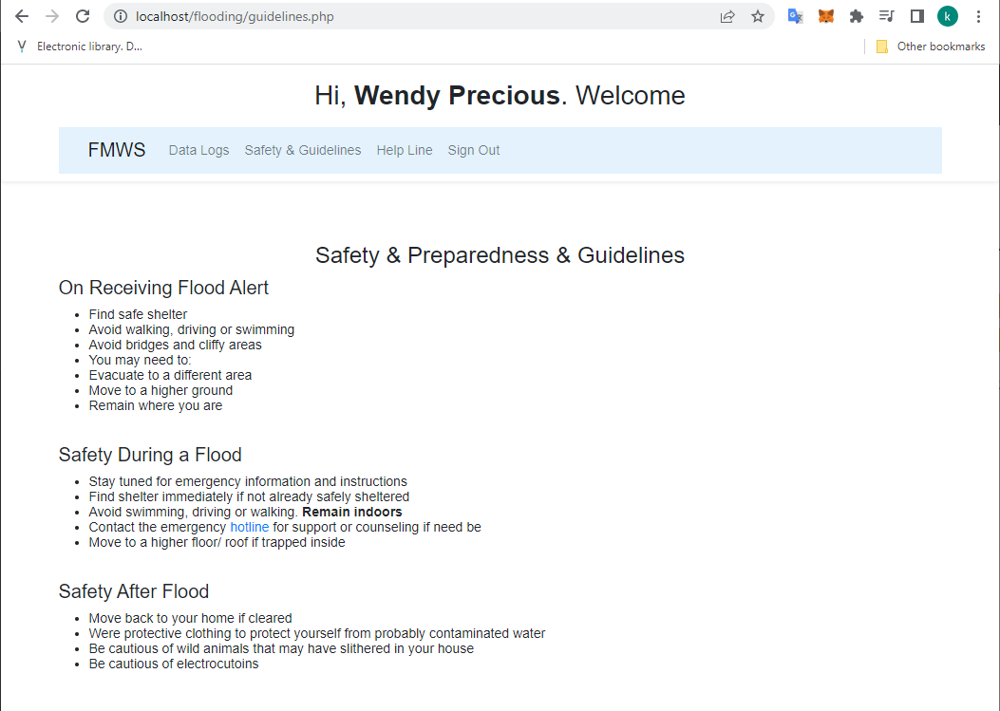 localhost/flooding/guidelines.php
k
Electronic library. D...
Other bookmarks
Hi, Wendy Precious. Welcome
FMWS Data Logs Safety & Guidelines Help Line Sign Out
Safety & Preparedness & Guidelines
On Receiving Flood Alert
• Find safe shelter
• Avoid walking, driving or swimming
• Avoid bridges and cliffy areas
• You may need to:
• Evacuate to a different area
• Move to a higher ground
• Remain where you are
Safety During a Flood
• Stay tuned for emergency information and instructions
• Find shelter immediately if not already safely sheltered
• Avoid swimming, driving or walking. Remain indoors
• Contact the emergency hotline for support or counseling if need be
• Move to a higher floor/ roof if trapped inside
Safety After Flood
• Move back to your home if cleared
• Were protective clothing to protect yourself from probably contaminated water
• Be cautious of wild animals that may have slithered in your house
• Be cautious of electrocutoins